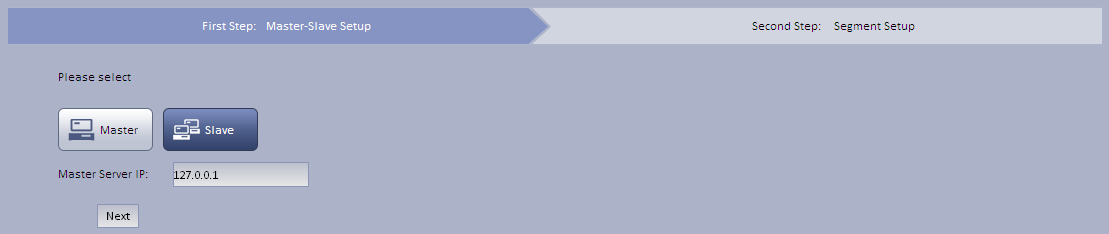 First Step: Master-Slave Setup
Second Step: Segment Setup
Please select
Master
Slave
Master Server IP: 127.0.0.1
Next